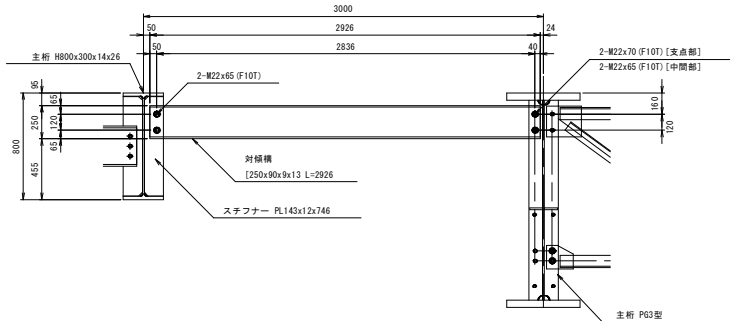 3000
50
2926
24
50
2836
40
主桁 H800x300x14x26
2-M22x70(F10T)[支点部]
2-M22x65(F10T)[中間部]
2-M22x65(F10T)
95
65
250
120
65
800
455
160
120
対傾構
[250x90x9x13 L=2926
スチフナー PL143x12x746
主桁 PG3型